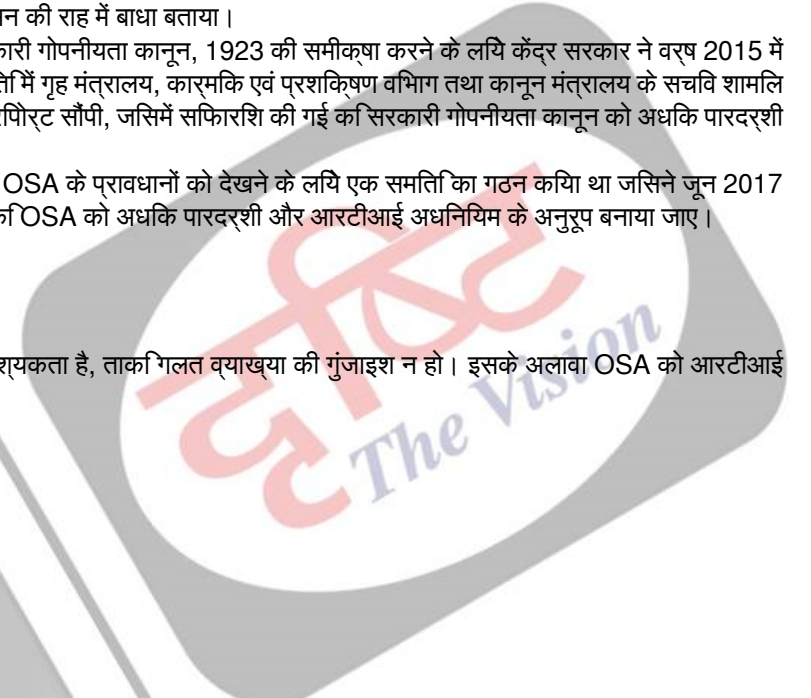 न की राह में बाधा बताया।
कारी गोपनीयता कानून, 1923 की समीक्षा करने के लिये केंद्र सरकार ने वर्ष 2015 में
ति में गृह मंत्रालय, कार्मिक एवं प्रशिक्षण विभाग तथा कानून मंत्रालय के सचिव शामिल
रिपोर्ट सौंपी, जिसमें सिफारिश की गई कि सरकारी गोपनीयता कानून को अधिक पारदर्शी
OSA के प्रावधानों को देखने के लिये एक समिति का गठन किया था जिसने जून 2017
कि OSA को अधिक पारदर्शी और आरटीआई अधिनियम के अनुरूप बनाया जाए।
श्यकता है, ताकि गलत व्याख्या की गुंजाइश न हो। इसके अलावा OSA को आरटीआई
दृष्टि
The Vision